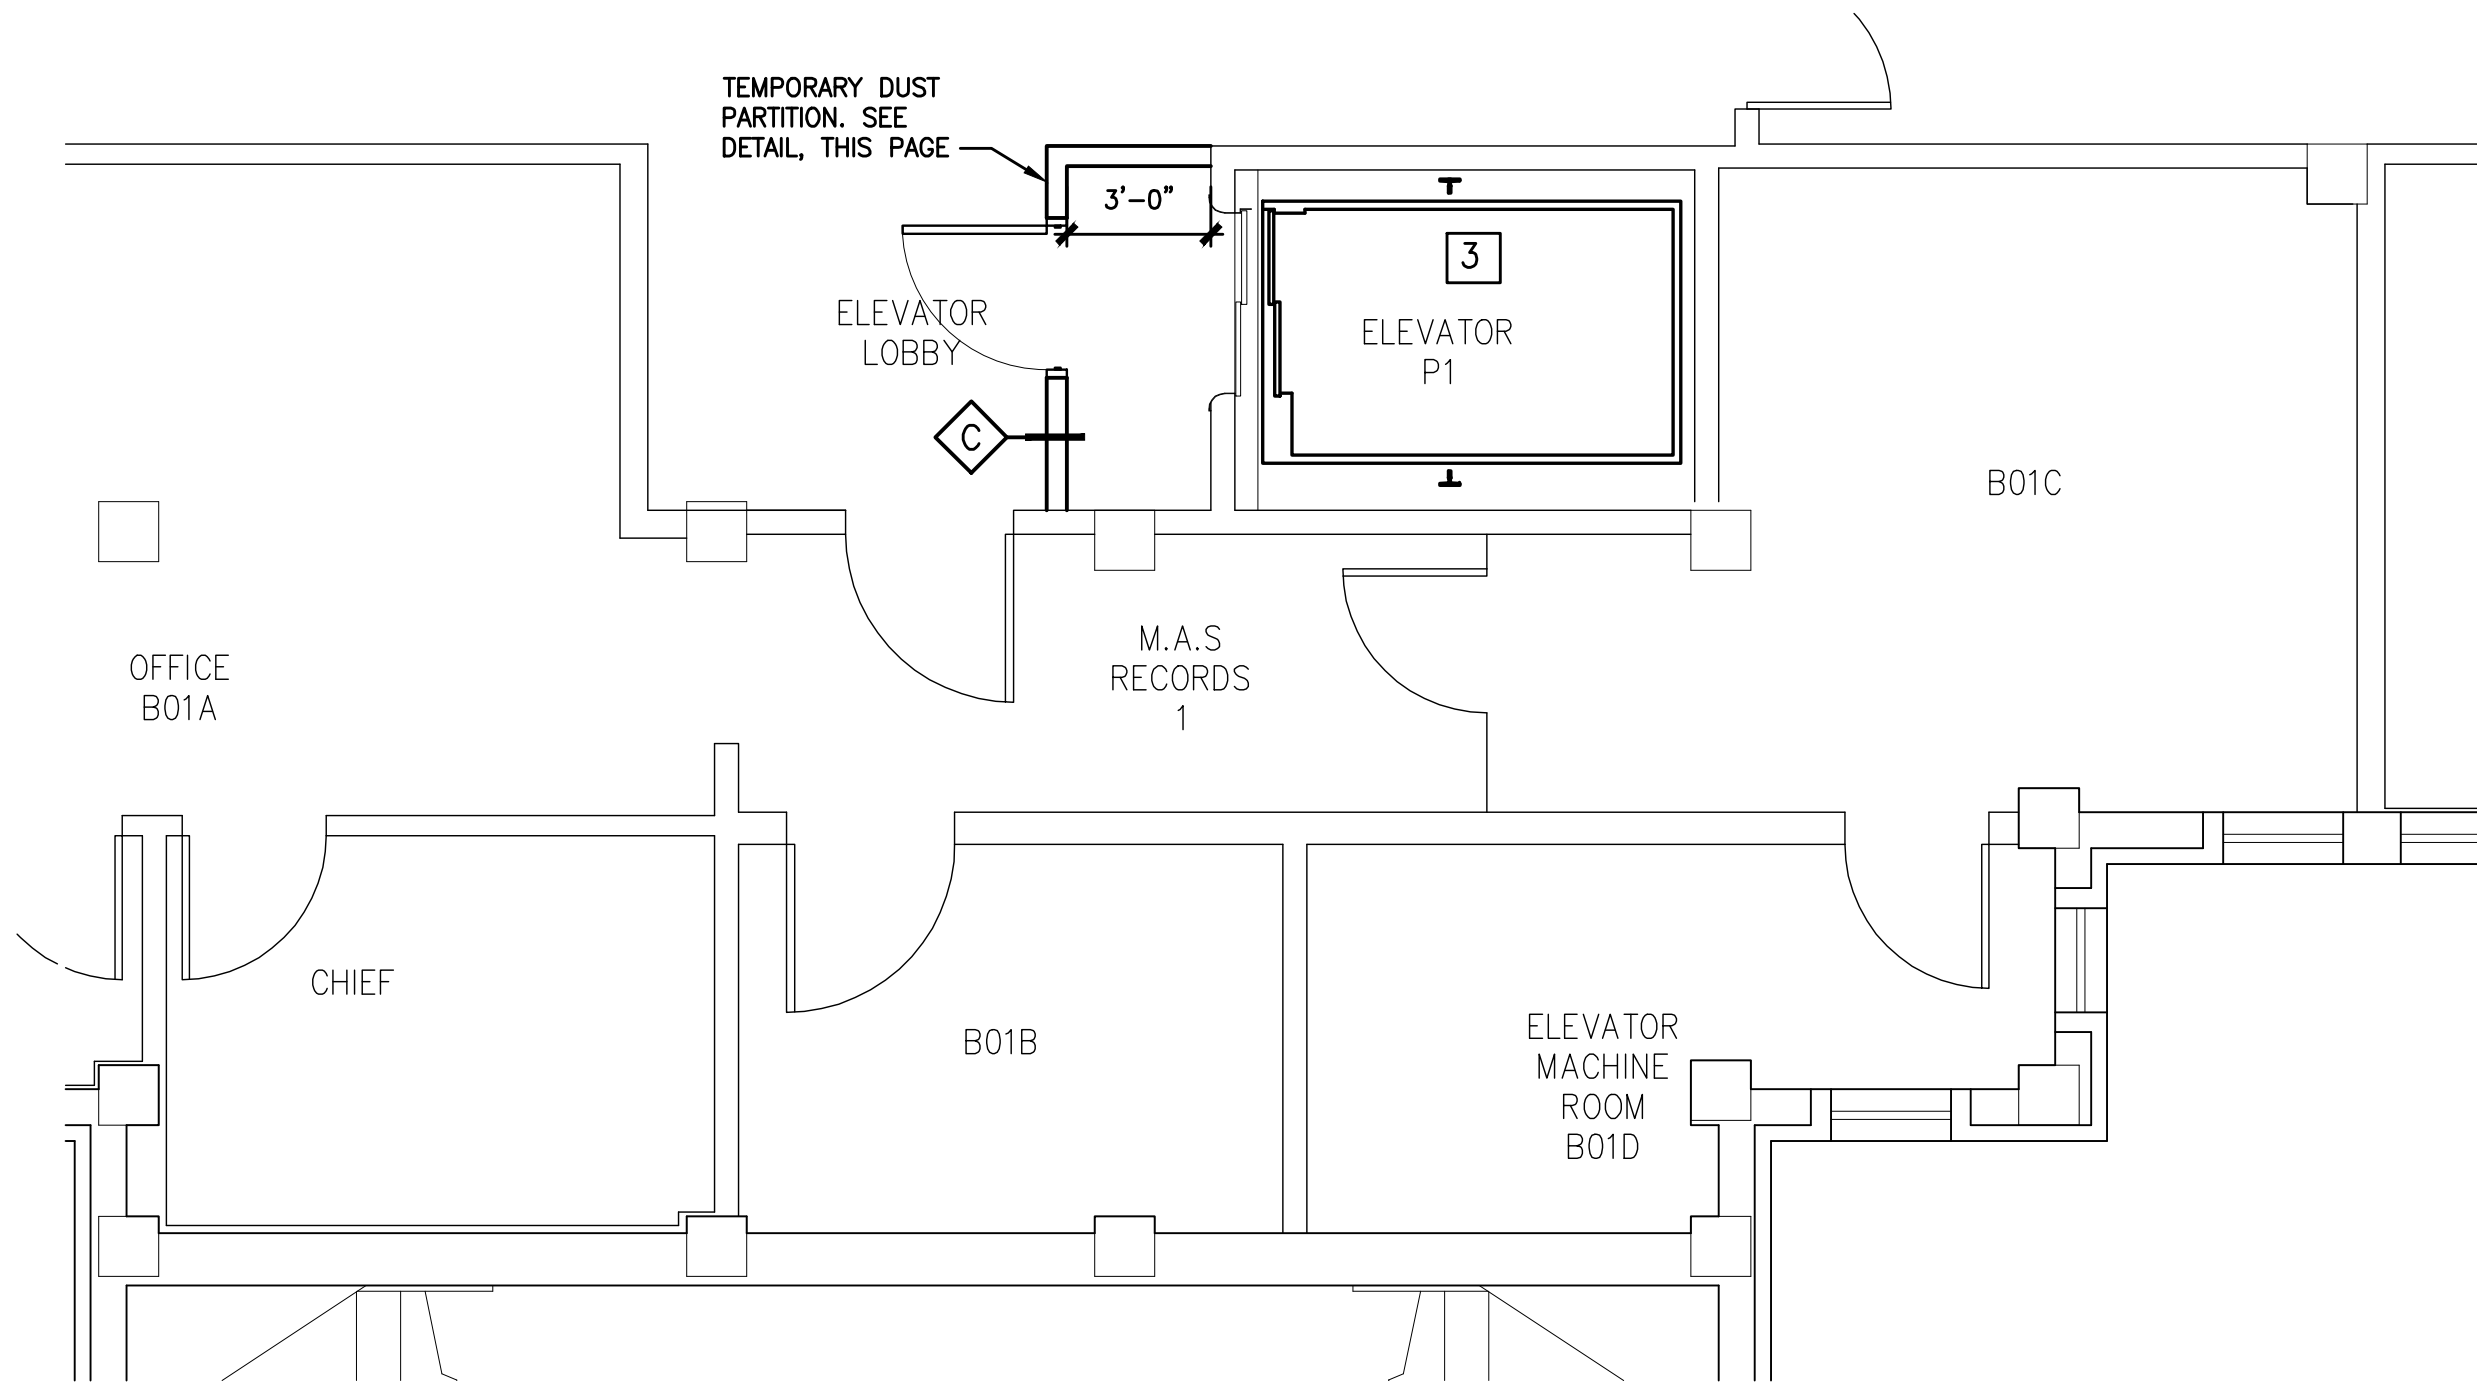 TEMPORARY DUST
PARTITION. SEE
DETAIL, THIS PAGE
3'-0"
3
ELEVATOR
LOBBY
ELEVATOR
P1
C
B01C
OFFICE
B01A
M.A.S
RECORDS
1
CHIEF
B01B
ELEVATOR
MACHINE
ROOM
B01D